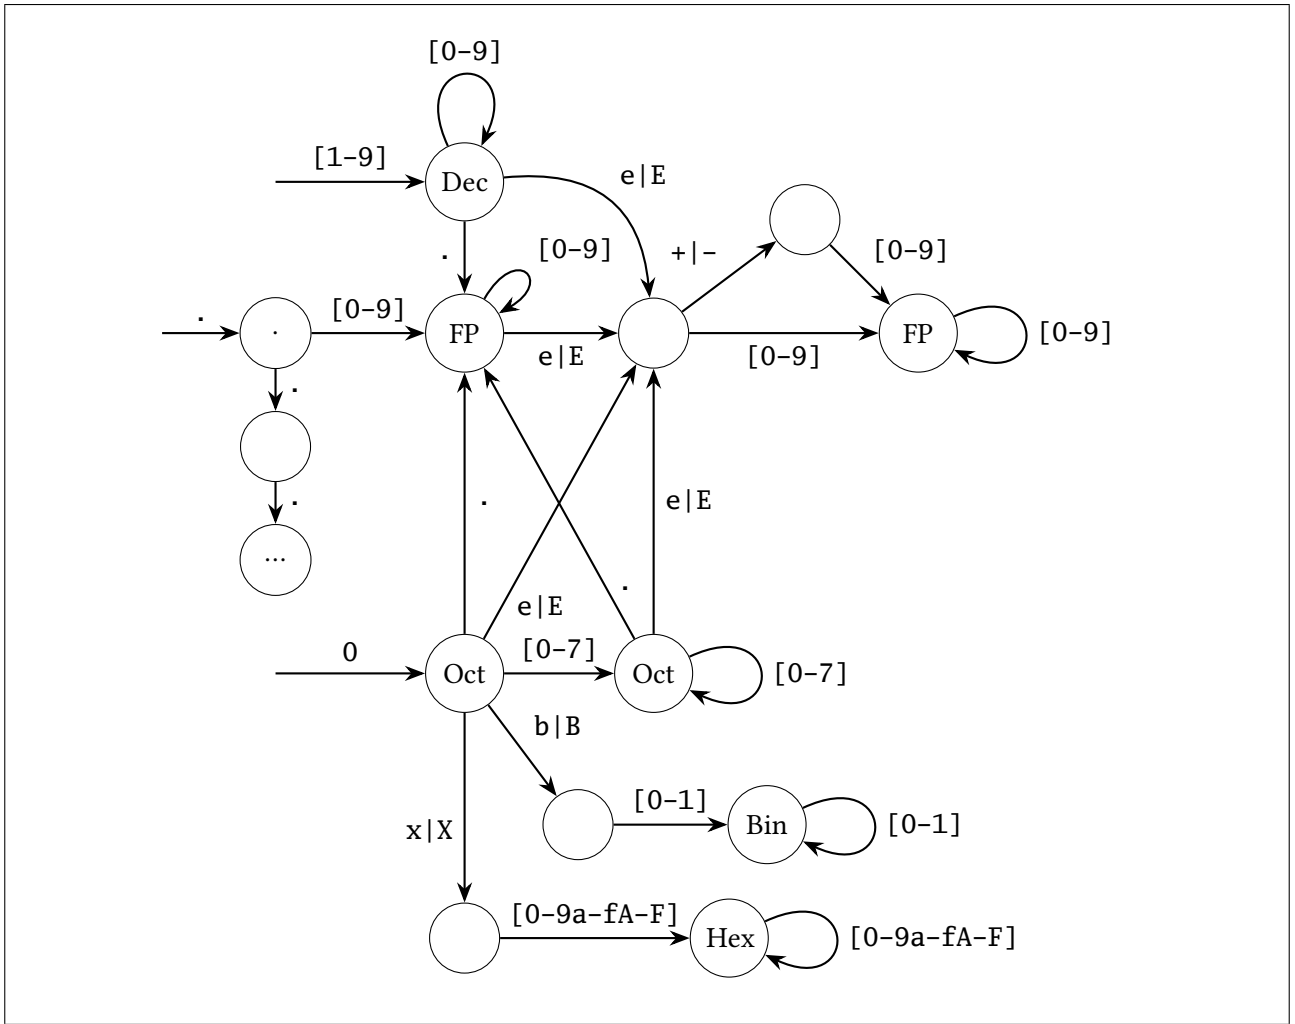 [0-9]
[1-9]
Dec
e|E
+|-
[0-9]
.
[0-9]
.
.
[0-9]
FP
e|E
[0-9]
FP
[0-9]
.
.
...
.
e|E
.
e|E
0
Oct
[0-7]
Oct
[0-7]
b|B
[0-1]
Bin
[0-1]
x|X
[0-9a-fA-F]
Hex
[0-9a-fA-F]